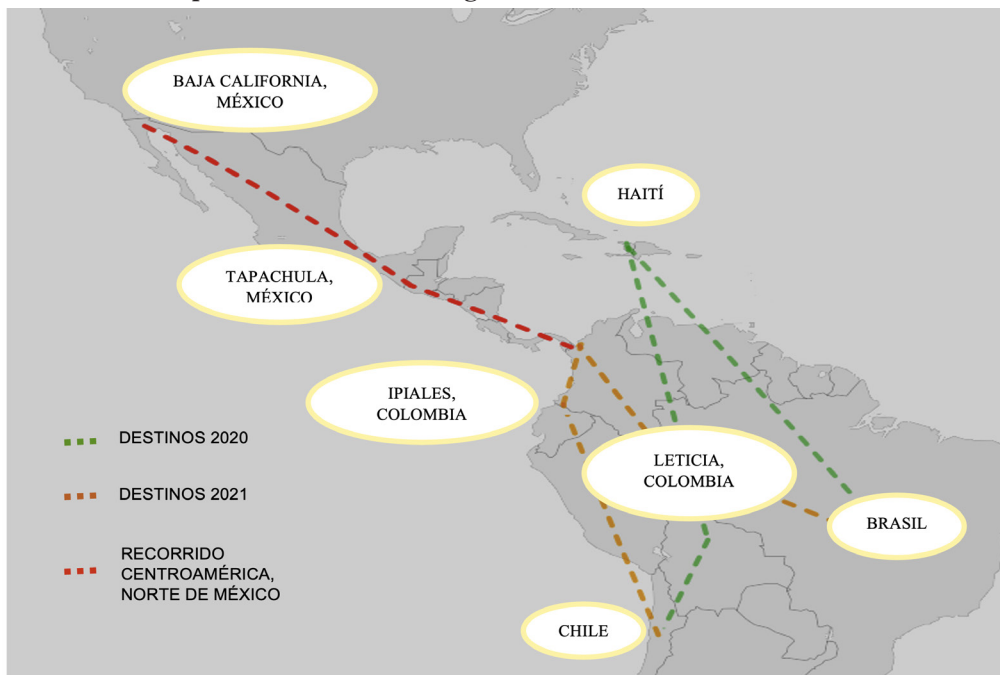 BAJA CALIFORNIA,
MÉXICO
HAITÍ
TAPACHULA,
MÉXICO
IPIALES,
COLOMBIA
LETICIA,
COLOMBIA
BRASIL
CHILE
DESTINOS 2020
DESTINOS 2021
RECORRIDO
CENTROAMÉRICA,
NORTE DE MÉXICO